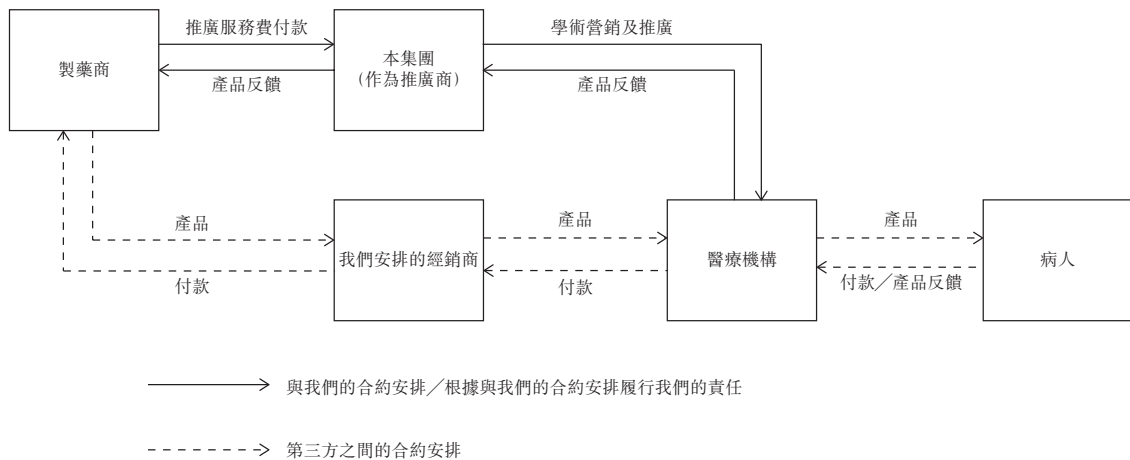 推廣服務費付款
學術營銷及推廣
製藥商
本集團
(作為推廣商)
產品反饋
產品反饋
產品
產品
產品
我們安排的經銷商
醫療機構
病人
付款
付款
付款／產品反饋
與我們的合約安排／根據與我們的合約安排履行我們的責任
第三方之間的合約安排